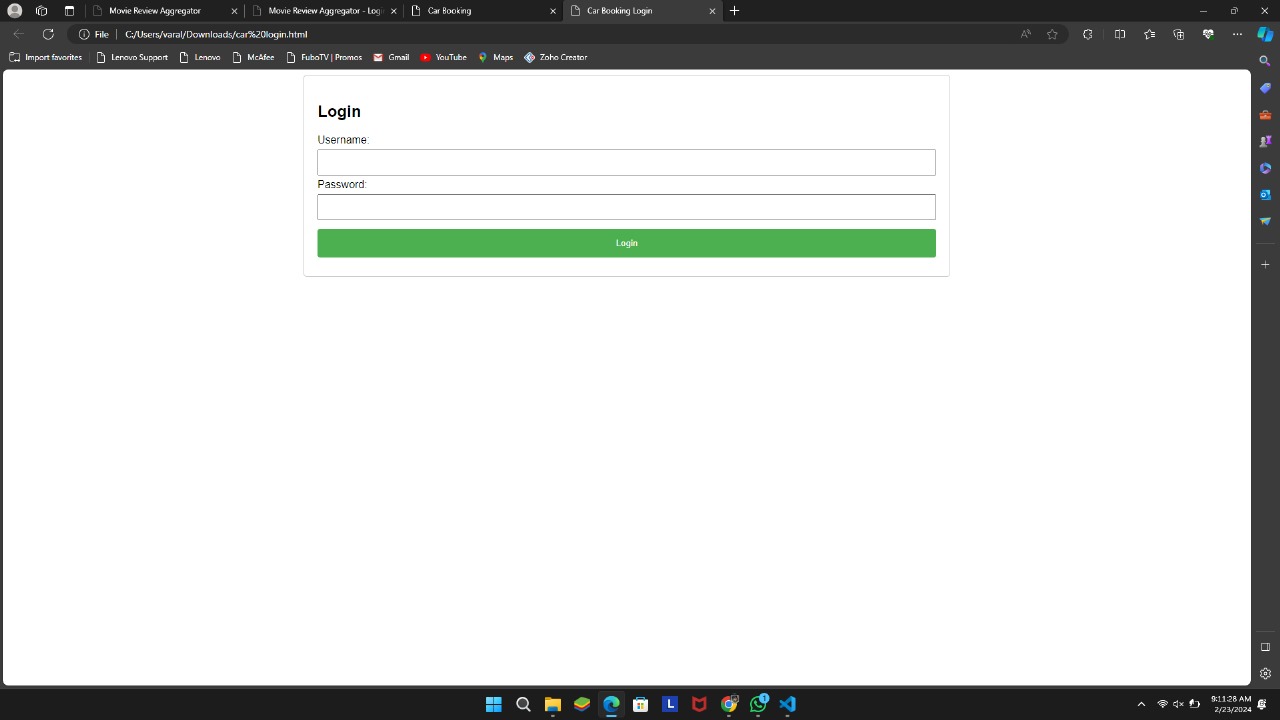 Movie Review Aggregator
Movie Review Aggregator - Logi
Car Booking
Car Booking Login
File
C:/Users/varal/Downloads/car%20login.html
Import favorites
Lenovo Support
Lenovo
McAfee
FuboTV | Promos
Gmail
YouTube
Maps
Zoho Creator
Login
Username:
Password:
Login
L
1
9:11:28 AM
2/23/2024